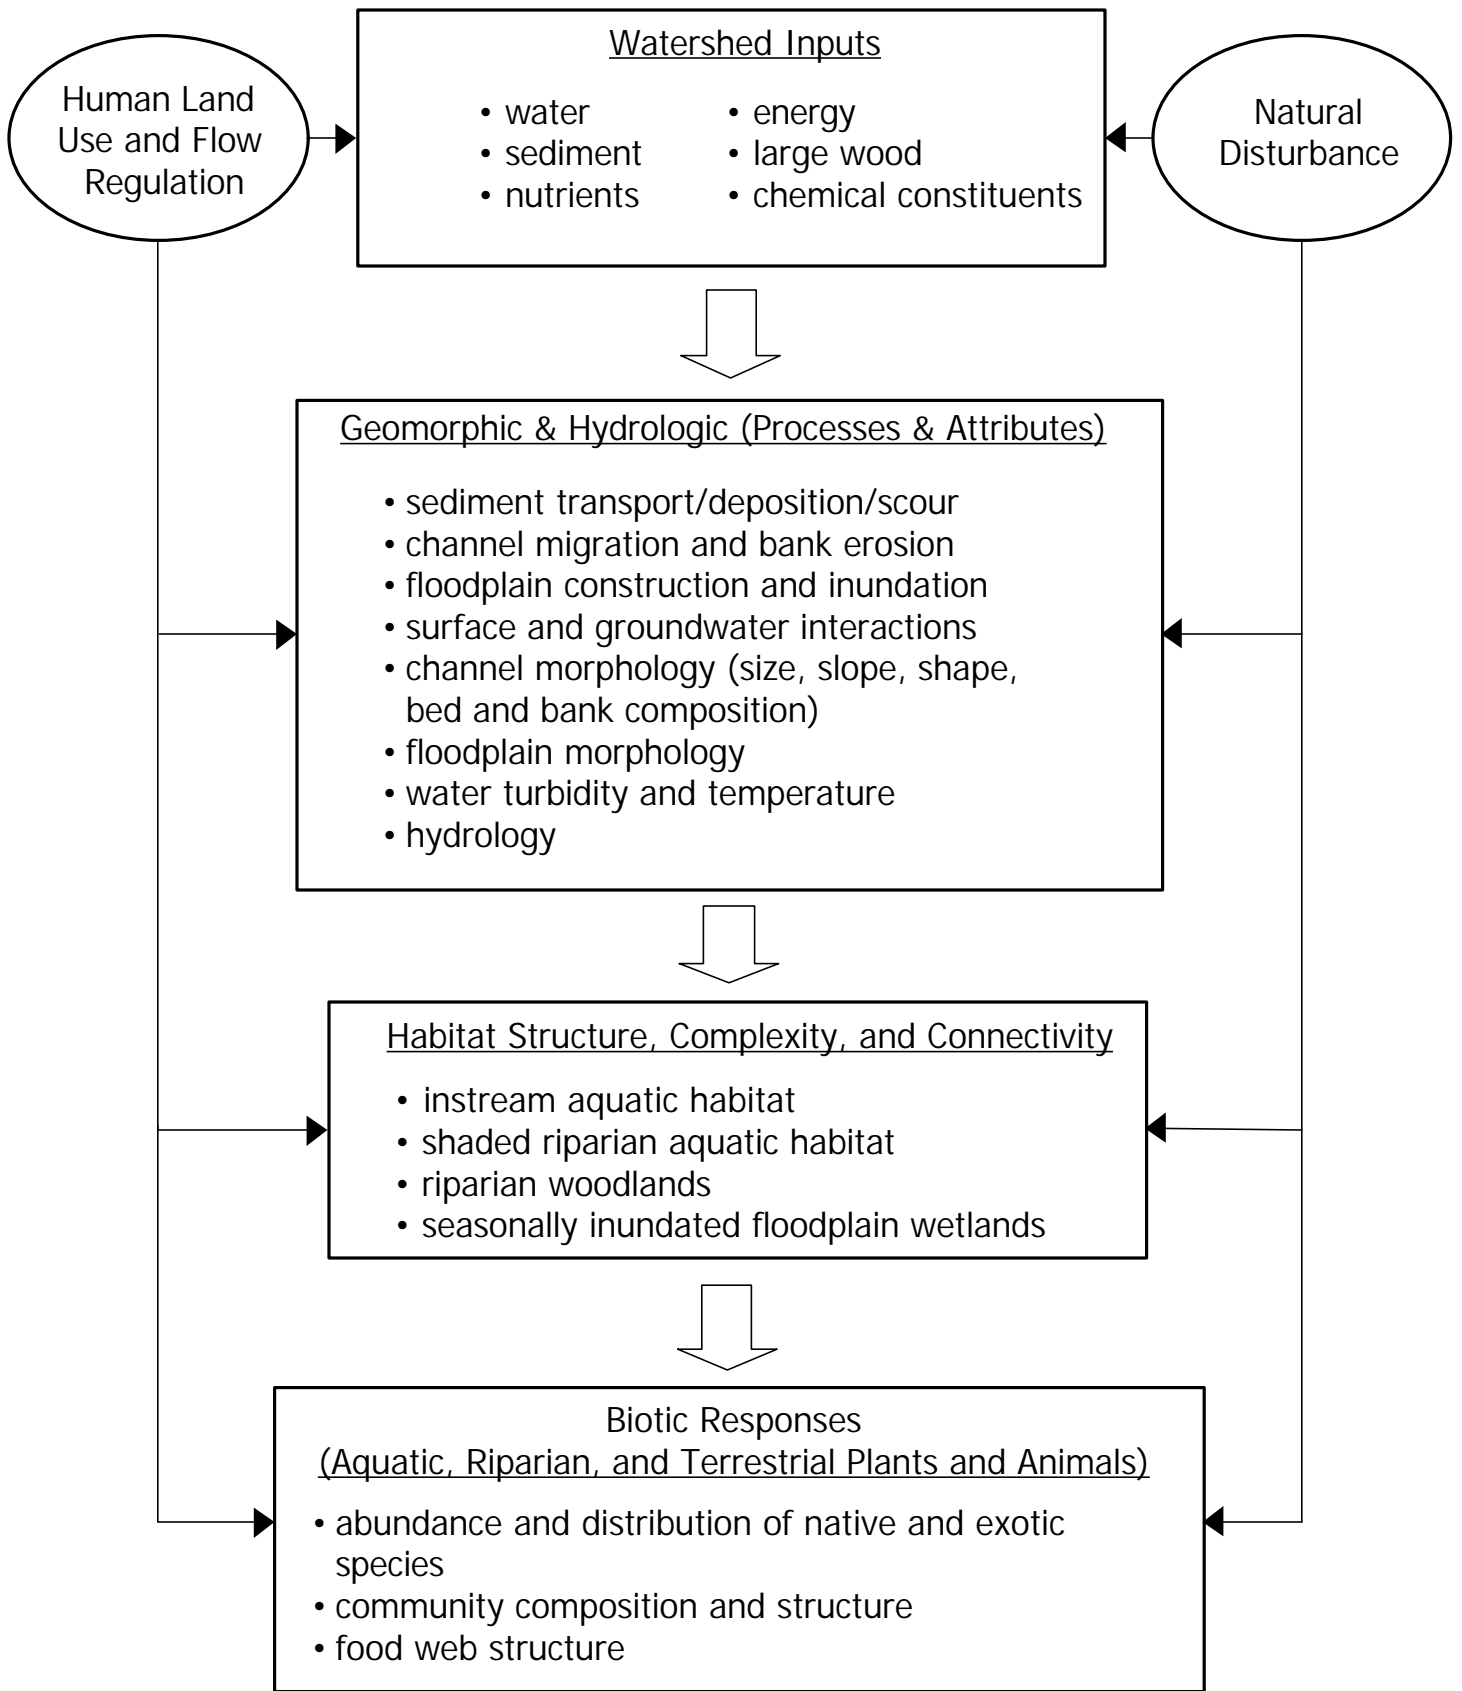 Human Land
Use and Flow
Regulation
Watershed Inputs
• water
• sediment
• nutrients
• energy
• large wood
• chemical constituents
Natural
Disturbance
Geomorphic & Hydrologic (Processes & Attributes)
• sediment transport/deposition/scour
• channel migration and bank erosion
• floodplain construction and inundation
• surface and groundwater interactions
• channel morphology (size, slope, shape,
bed and bank composition)
• floodplain morphology
• water turbidity and temperature
• hydrology
Habitat Structure, Complexity, and Connectivity
• instream aquatic habitat
• shaded riparian aquatic habitat
• riparian woodlands
• seasonally inundated floodplain wetlands
Biotic Responses
(Aquatic, Riparian, and Terrestrial Plants and Animals)
• abundance and distribution of native and exotic
species
• community composition and structure
• food web structure